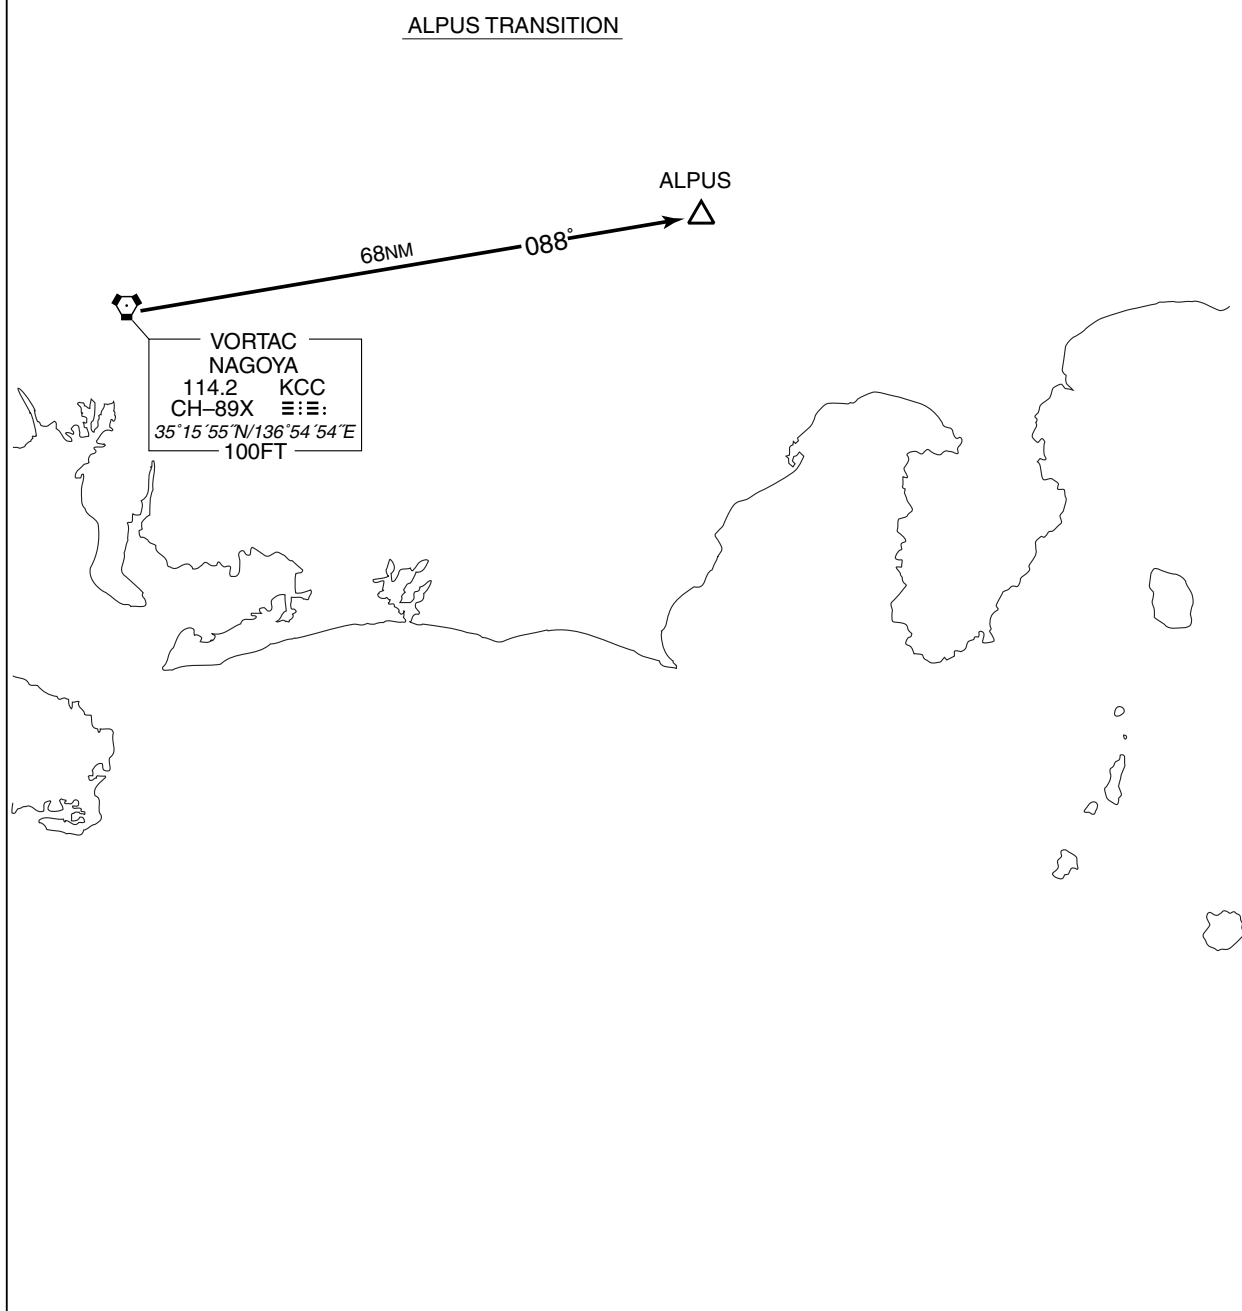 ALPUS TRANSITION
ALPUS
68NM
088°
VORTAC
NAGOYA
114.2 KCC
CH–89X
35°15′55″N/136°54′54″E
100FT